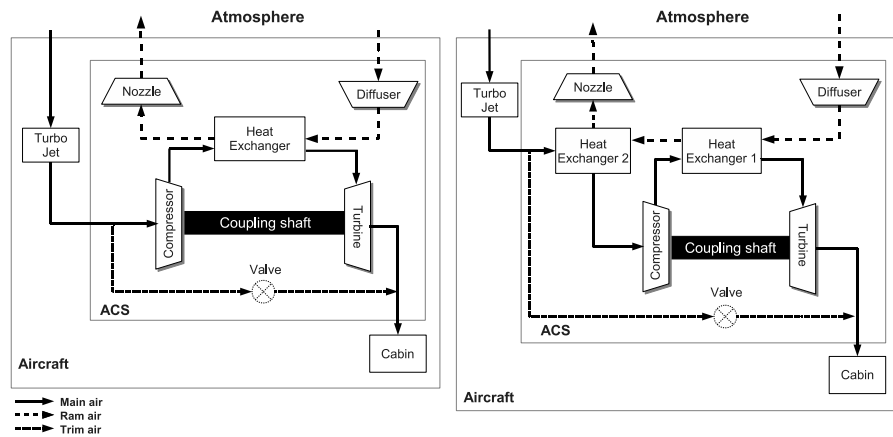 Atmosphere
Nozzle
Diffuser
Turbo
Jet
Heat
Exchanger
Compressor
Coupling shaft
Turbine
Valve
ACS
Cabin
Aircraft
Main air
Ram air
Trim air
Atmosphere
Turbo
Jet
Nozzle
Diffuser
Heat
Exchanger 2
Heat
Exchanger 1
Compressor
Coupling shaft
Turbine
Valve
ACS
Cabin
Aircraft